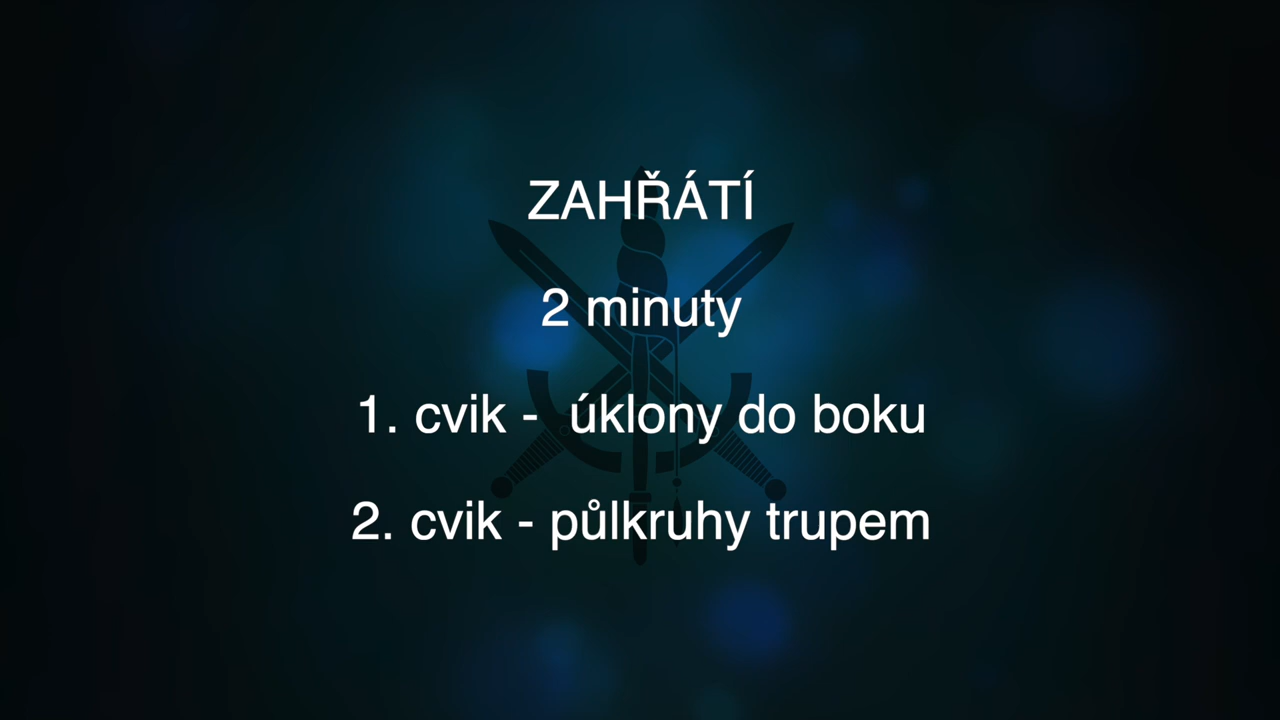 ZAHŘÁTÍ
2 minuty
1. cvik - úklony do boku
2. cvik - půlkruhy trupem